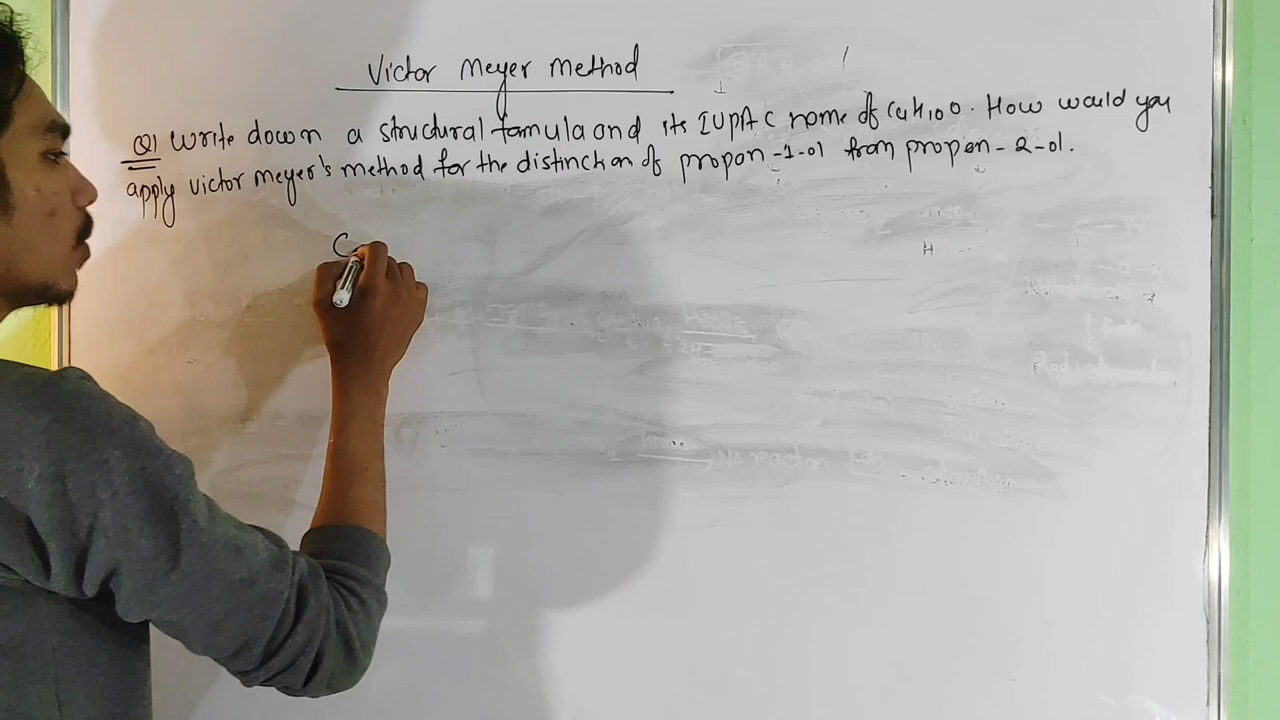 Victor Meyer Method
Q1 Write down a structural famula and its IUPAC name of C4H10O. How would you
apply victor meyer's method for the distinction of propan-1-ol from propan-2-ol.
C
H